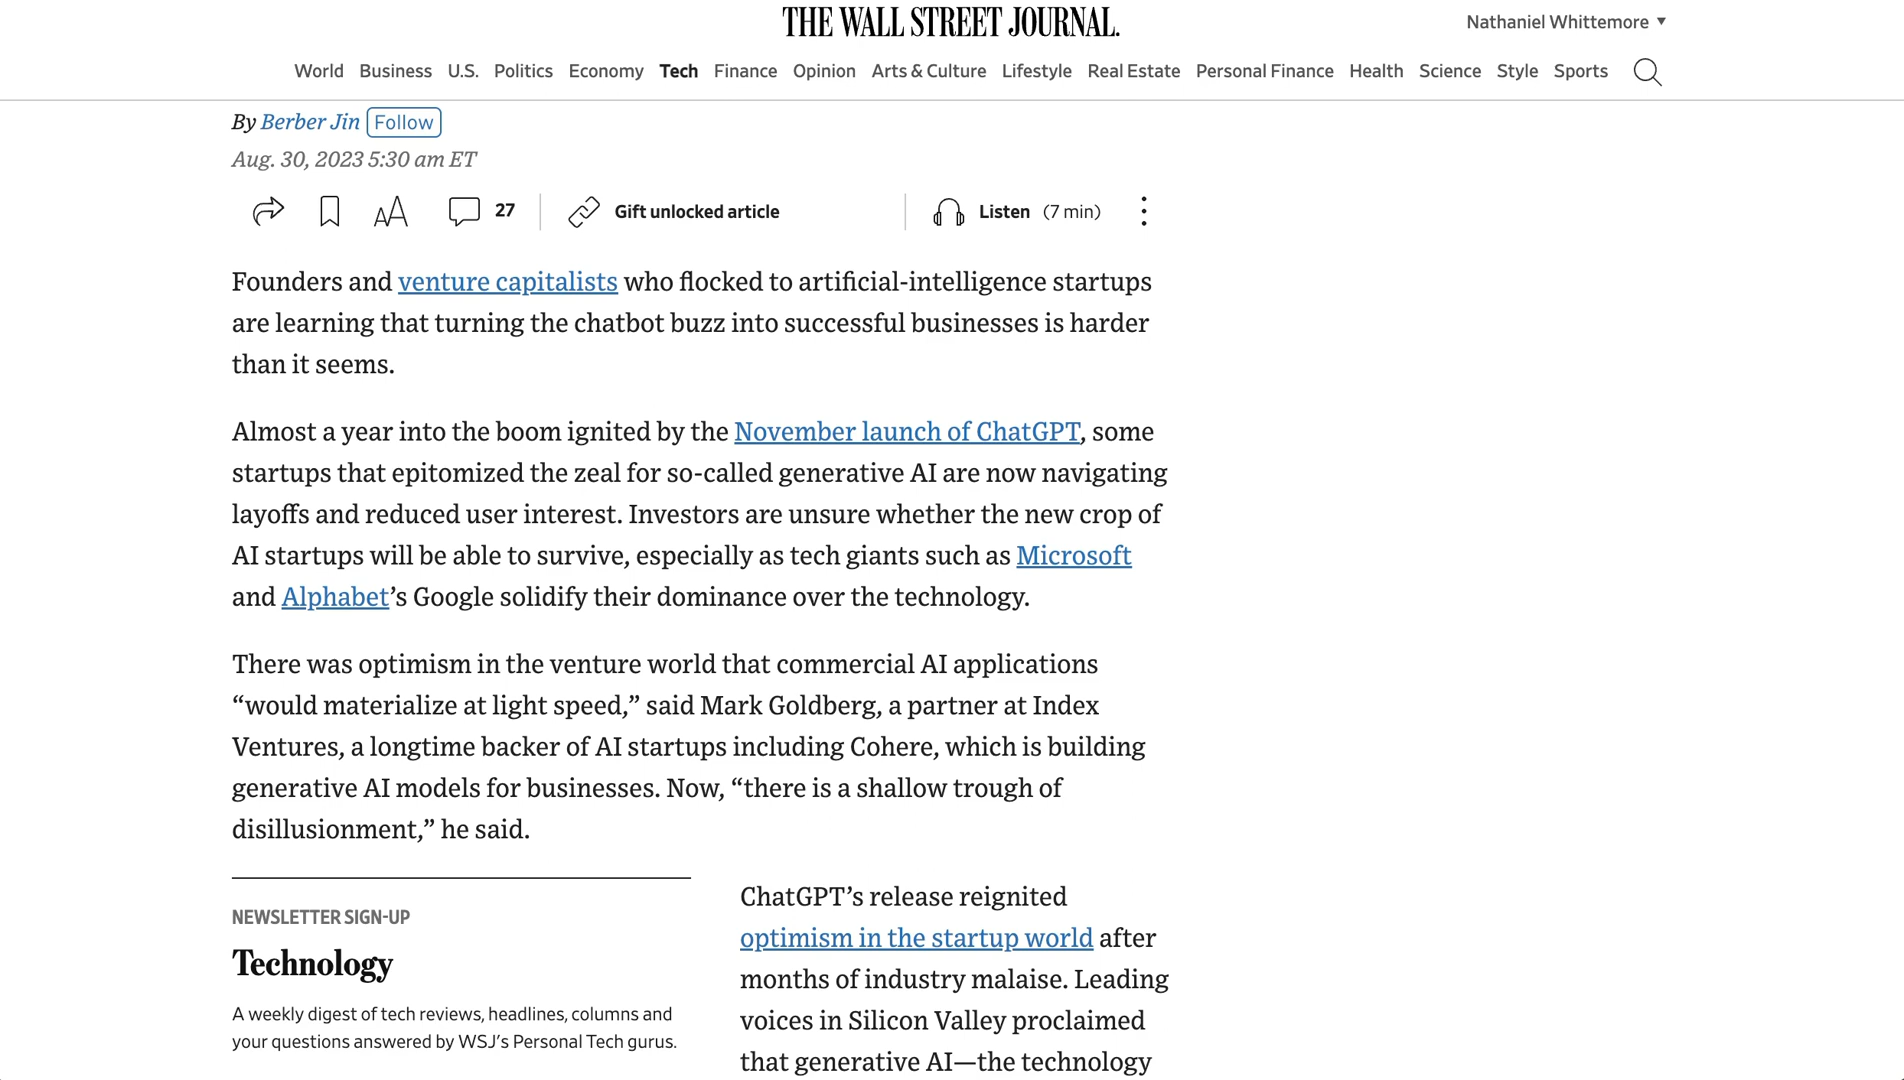 THE WALL STREET JOURNAL.
Nathaniel Whittemore ▼
World Business U.S. Politics Economy Tech Finance Opinion Arts & Culture Lifestyle Real Estate Personal Finance Health Science Style Sports
By Berber Jin Follow
Aug. 30, 2023 5:30 am ET
AA 27 Gift unlocked article Listen (7 min)
Founders and venture capitalists who flocked to artificial-intelligence startups
are learning that turning the chatbot buzz into successful businesses is harder
than it seems.
Almost a year into the boom ignited by the November launch of ChatGPT, some
startups that epitomized the zeal for so-called generative AI are now navigating
layoffs and reduced user interest. Investors are unsure whether the new crop of
AI startups will be able to survive, especially as tech giants such as Microsoft
and Alphabet’s Google solidify their dominance over the technology.
There was optimism in the venture world that commercial AI applications
“would materialize at light speed,” said Mark Goldberg, a partner at Index
Ventures, a longtime backer of AI startups including Cohere, which is building
generative AI models for businesses. Now, “there is a shallow trough of
disillusionment,” he said.
NEWSLETTER SIGN-UP
Technology
A weekly digest of tech reviews, headlines, columns and
your questions answered by WSJ’s Personal Tech gurus.
ChatGPT’s release reignited
optimism in the startup world after
months of industry malaise. Leading
voices in Silicon Valley proclaimed
that generative AI—the technology